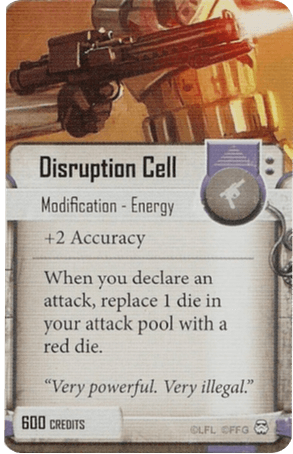 Disruption Cell
Modification - Energy
+2 Accuracy
When you declare an
attack, replace 1 die in
your attack pool with a
red die.
“Very powerful. Very illegal.”
600 CREDITS
©LFL ©FFG